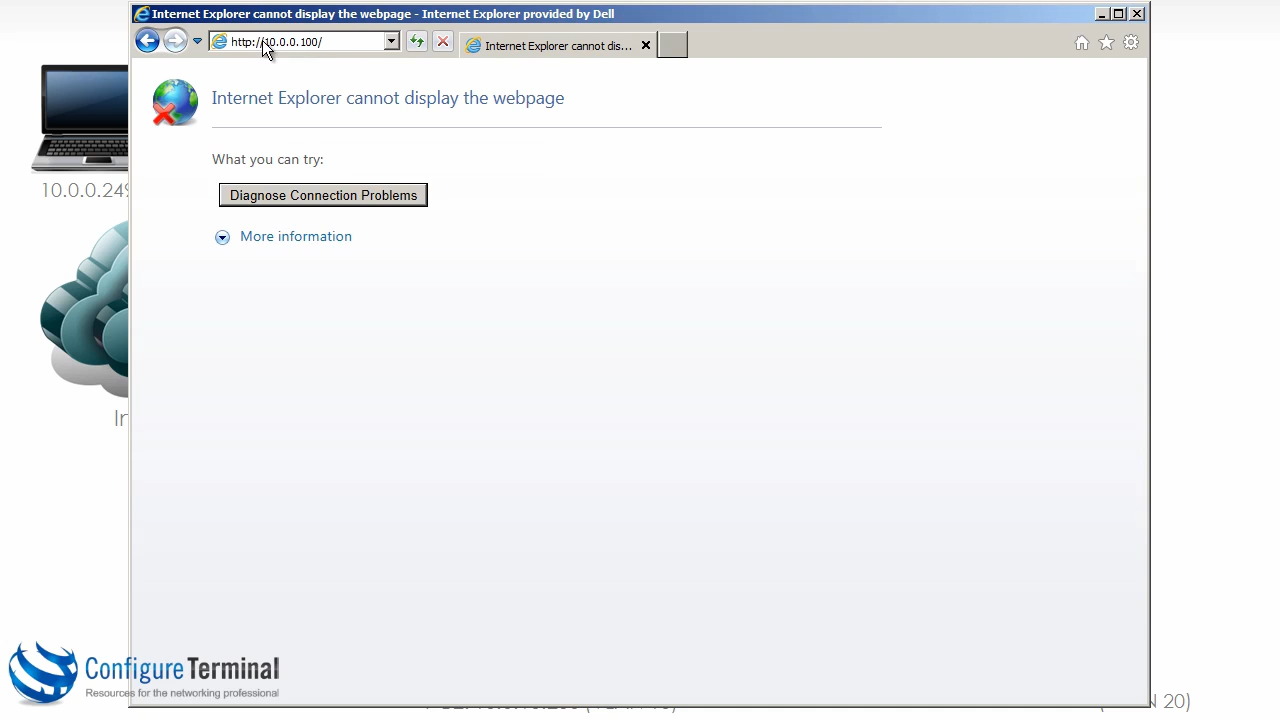 Internet Explorer cannot display the webpage - Internet Explorer provided by Dell
http://10.0.0.100/
Internet Explorer cannot dis...
Internet Explorer cannot display the webpage
What you can try:
Diagnose Connection Problems
More information
10.0.0.249
Configure Terminal
Resources for the networking professional
20)